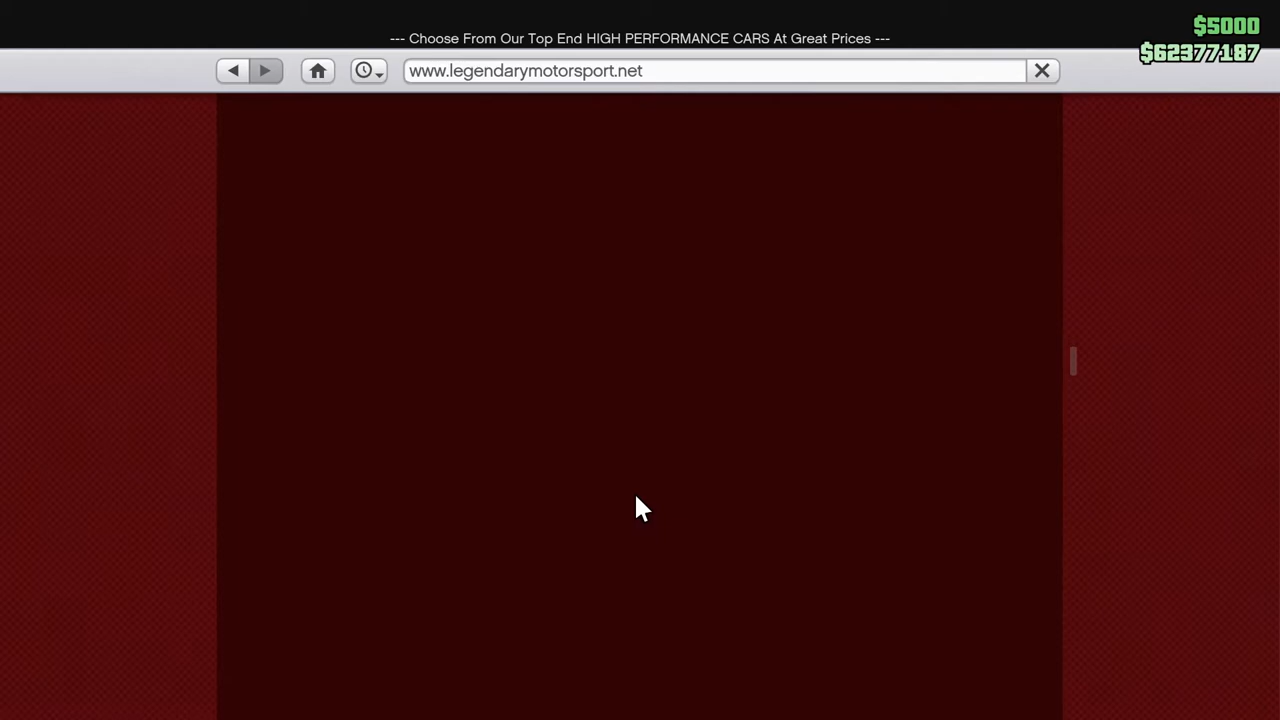 $5000
--- Choose From Our Top End HIGH PERFORMANCE CARS At Great Prices ---
$62377187
www.legendarymotorsport.net